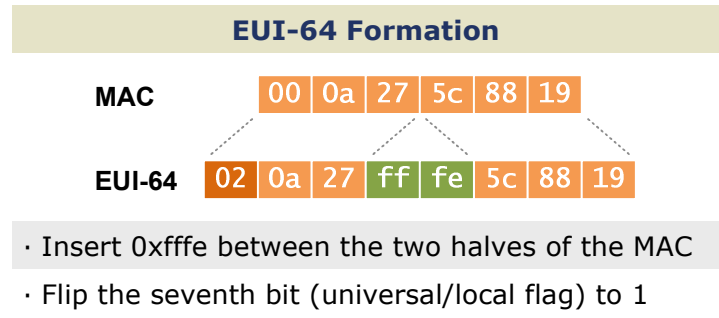 EUI-64 Formation
MAC 00 0a 27 5c 88 19
EUI-64 02 0a 27 ff fe 5c 88 19
· Insert 0xfffe between the two halves of the MAC
· Flip the seventh bit (universal/local flag) to 1